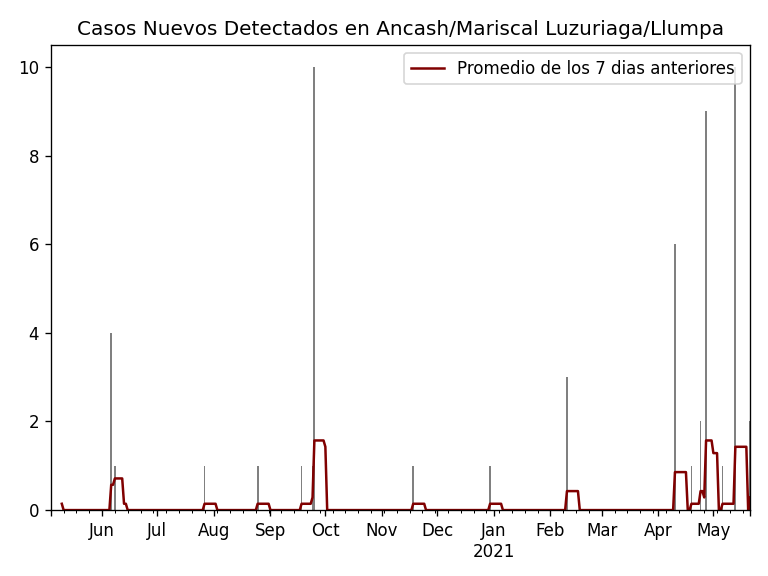 Casos Nuevos Detectados en Ancash/Mariscal Luzuriaga/Llumpa
Promedio de los 7 dias anteriores
10
8
6
4
2
0
Jun Jul Aug Sep Oct Nov Dec Jan Feb Mar Apr May
2021